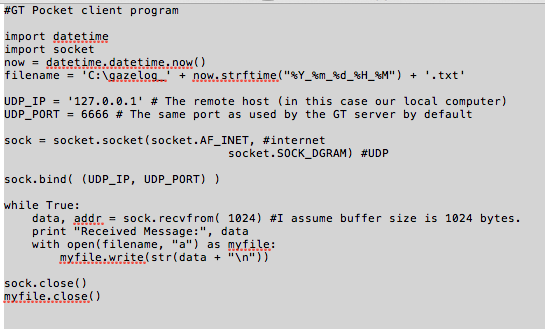 #GT Pocket client program
import datetime
import socket
now = datetime.datetime.now()
filename = 'C:\gazelog_' + now.strftime("%Y_%m_%d_%H_%M") + '.txt'
UDP_IP = '127.0.0.1' # The remote host (in this case our local computer)
UDP_PORT = 6666 # The same port as used by the GT server by default
sock = socket.socket(socket.AF_INET, #internet
                                socket.SOCK_DGRAM) #UDP
sock.bind( (UDP_IP, UDP_PORT) )
while True:
    data, addr = sock.recvfrom( 1024) #I assume buffer size is 1024 bytes.
    print "Received Message:", data
    with open(filename, "a") as myfile:
        myfile.write(str(data + "\n"))
sock.close()
myfile.close()